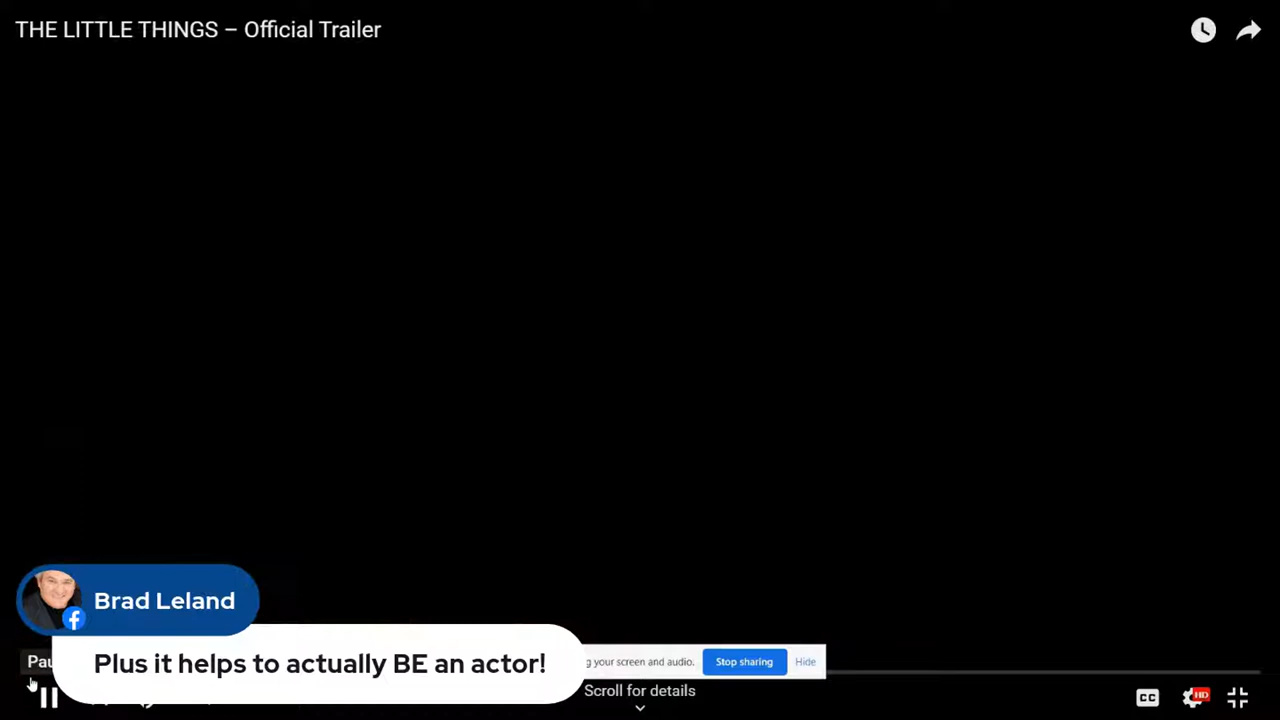 THE LITTLE THINGS – Official Trailer
Brad Leland
Plus it helps to actually BE an actor!
your screen and audio.
Stop sharing
Hide
Scroll for details
CC
HD